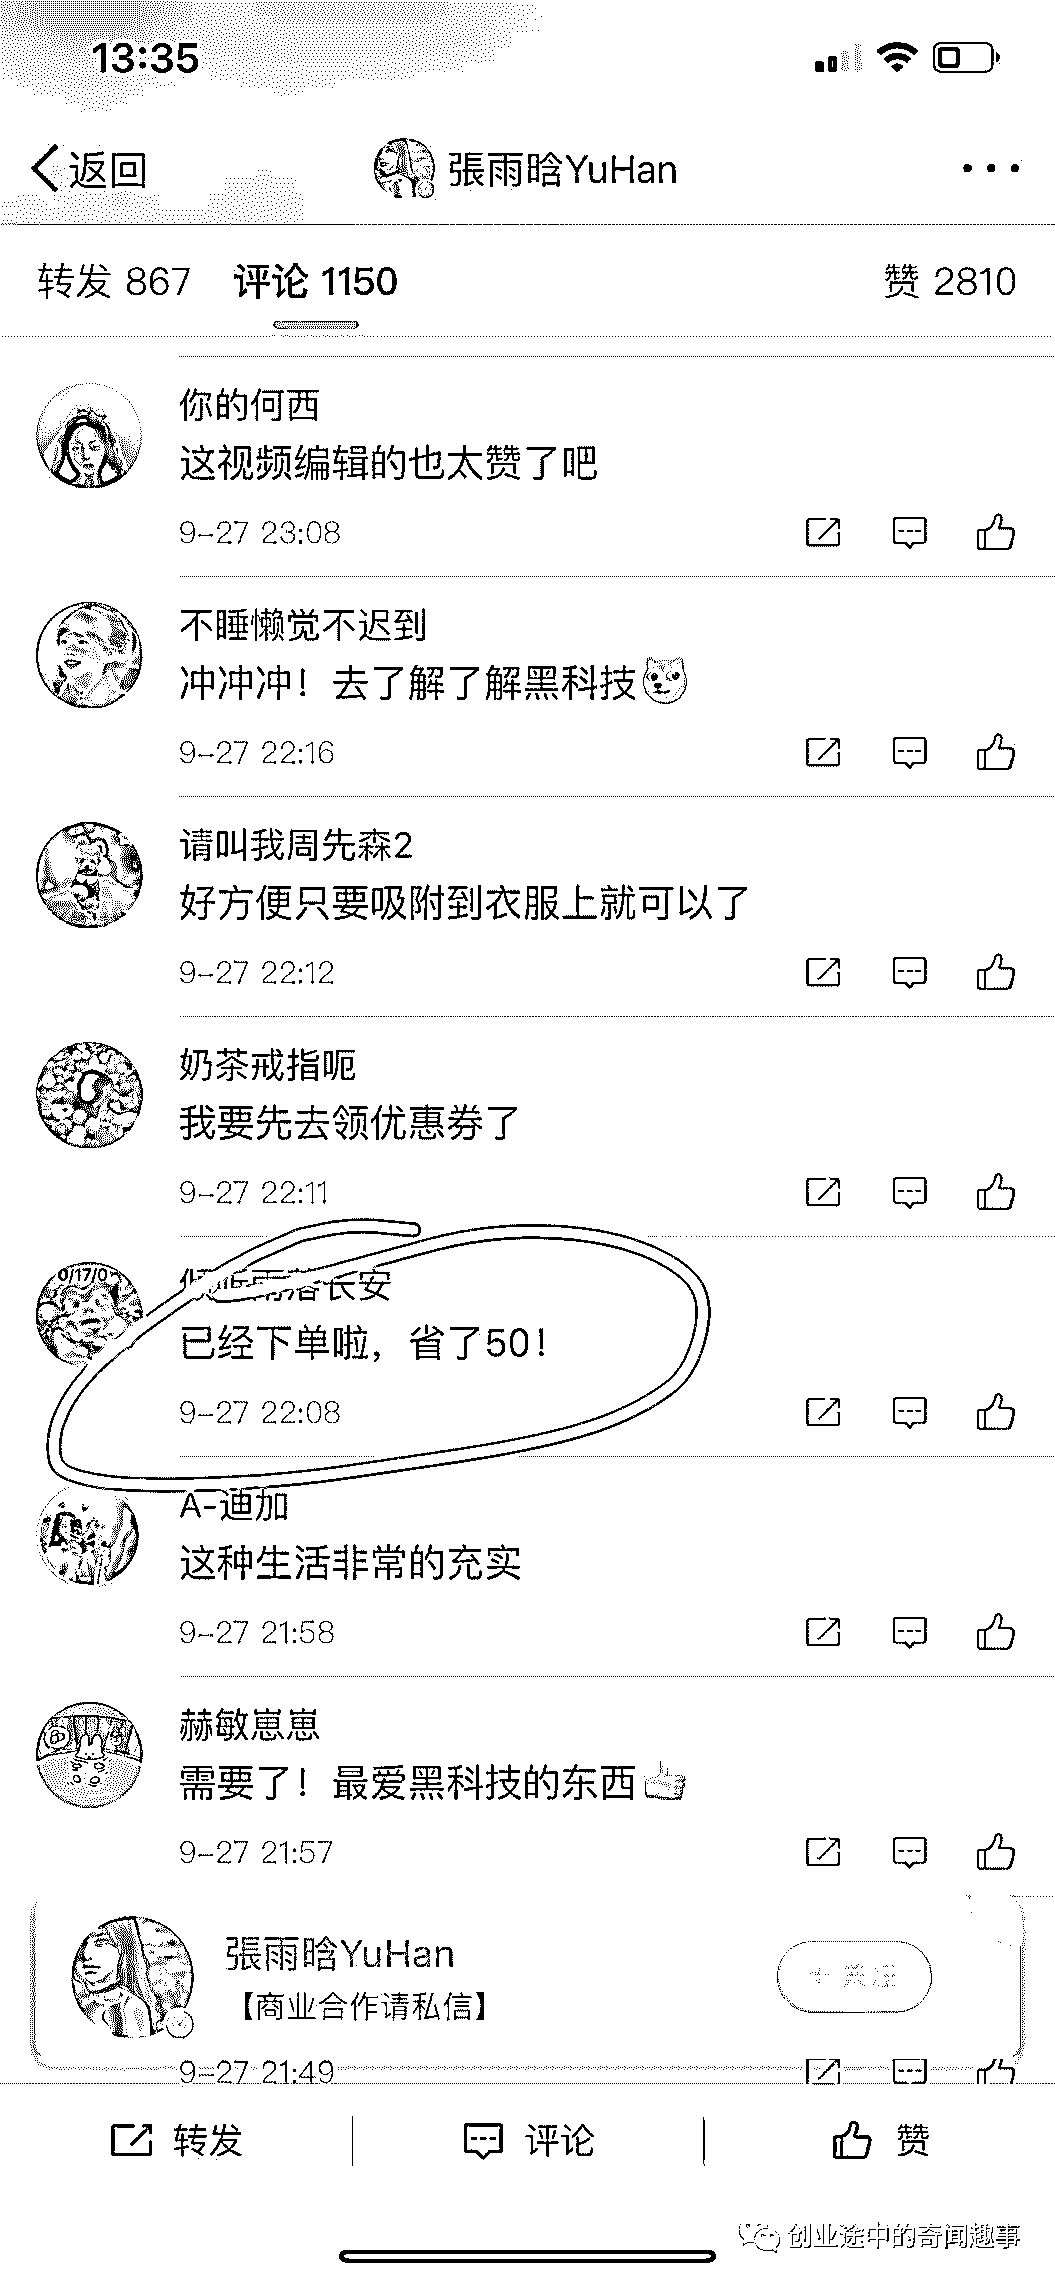 13:35
返回
張雨晗YuHan
转发 867 评论 1150 赞 2810
你的何西
这视频编辑的也太赞了吧
9-27 23:08
不睡懒觉不迟到
冲冲冲！去了解了解黑科技
9-27 22:16
请叫我周先森2
好方便只要吸附到衣服上就可以了
9-27 22:12
奶茶戒指呃
我要先去领优惠券了
9-27 22:11
0/17/0
雨落长安
已经下单啦，省了50！
9-27 22:08
A-迪加
这种生活非常的充实
9-27 21:58
赫敏崽崽
需要了！最爱黑科技的东西
9-27 21:57
張雨晗YuHan
【商业合作请私信】
+关注
9-27 21:49
转发 评论 赞
创业途中的奇闻趣事